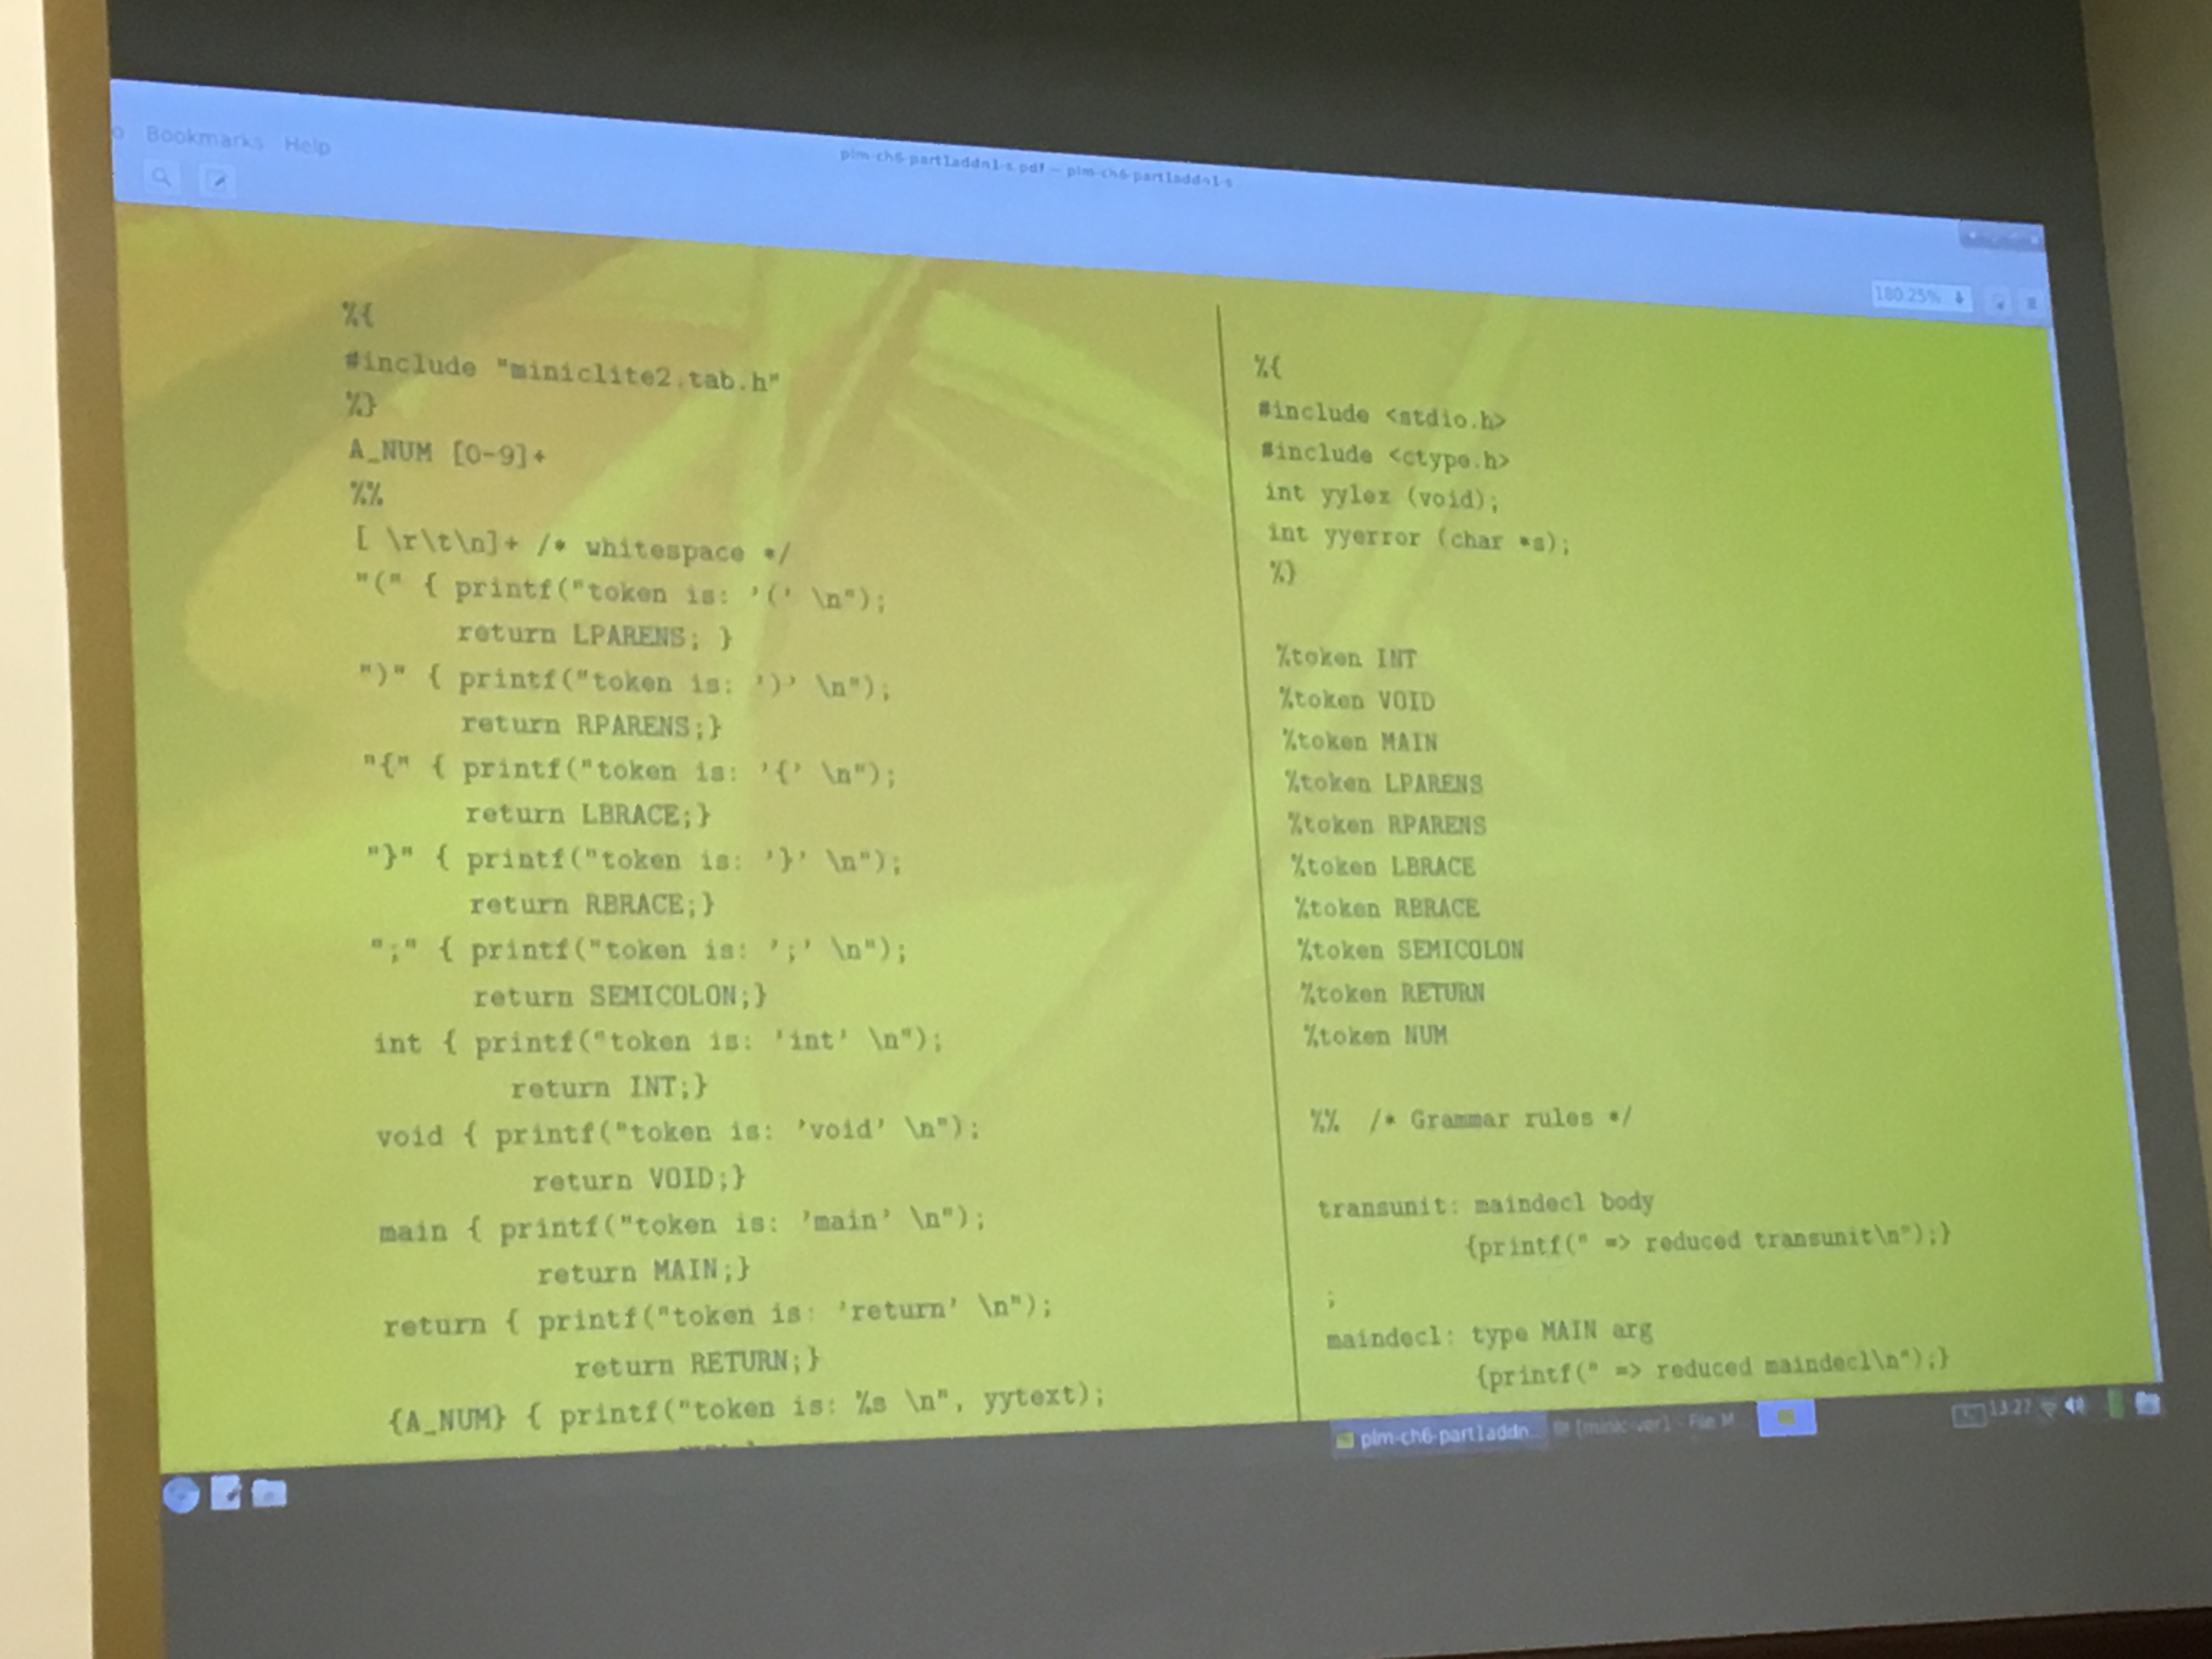 Bookmarks Help
plm-ch6-part1addn1-s.pdf — plm-ch6-part1addn1-s
180.25%
%{
#include "miniclite2.tab.h"
%}
A_NUM [0-9]+
%%
[ \r\t\n]+ /* whitespace */
"(" { printf("token is: '(' \n");
return LPARENS; }
")" { printf("token is: ')' \n");
return RPARENS;}
"{" { printf("token is: '{' \n");
return LBRACE;}
"}" { printf("token is: '}' \n");
return RBRACE;}
";" { printf("token is: ';' \n");
return SEMICOLON;}
int { printf("token is: 'int' \n");
return INT;}
void { printf("token is: 'void' \n");
return VOID;}
main { printf("token is: 'main' \n");
return MAIN;}
return { printf("token is: 'return' \n");
return RETURN;}
{A_NUM} { printf("token is: %s \n", yytext);
%{
#include <stdio.h>
#include <ctype.h>
int yylex (void);
int yyerror (char *s);
%}
%token INT
%token VOID
%token MAIN
%token LPARENS
%token RPARENS
%token LBRACE
%token RBRACE
%token SEMICOLON
%token RETURN
%token NUM
%% /* Grammar rules */
transunit: maindecl body
{printf(" => reduced transunit\n");}
;
maindecl: type MAIN arg
{printf(" => reduced maindecl\n");}
plm-ch6-part1addn...
- File M
13:27